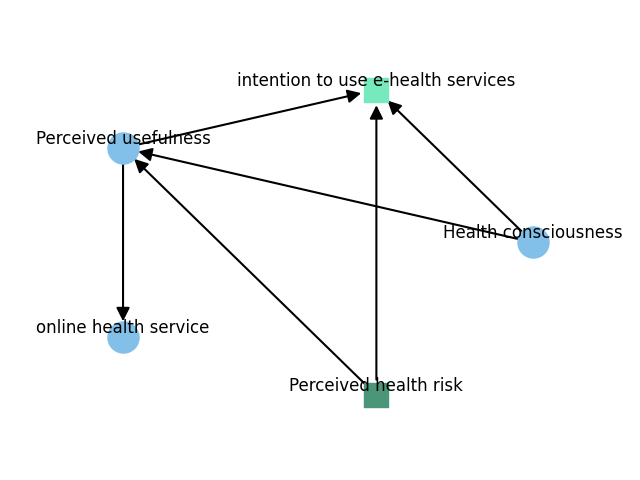 intention to use e-health services
Perceived usefulness
Health consciousness
online health service
Perceived health risk